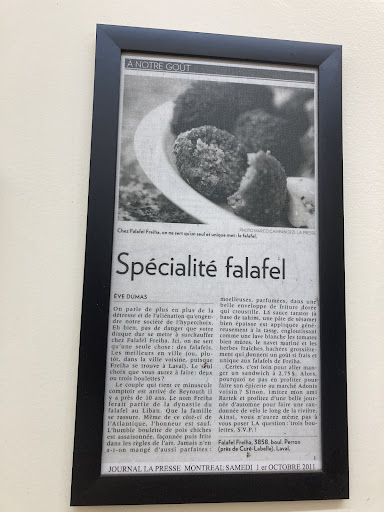 À NOTRE GOÛT
PHOTO MARCO CAMPANOZZI, LA PRESSE
Chez Falafel Freiha, on ne sert qu'un seul et unique met: le falafel.
Spécialité falafel
ÈVE DUMAS
On parle de plus en plus de la
détresse et de l'aliénation qu'engen-
dre notre société de l'hyperchoix.
Eh bien, pas de danger que votre
disque dur se mette à surchauffer
chez Falafel Freiha. Ici, on ne sert
qu'une seule chose: des falafels.
Les meilleurs en ville (ou, plu-
tôt, dans la ville voisine, puisque
Freiha se trouve à Laval). Le seul
choix que vous aurez à faire: deux
ou trois boulettes?
Le couple qui tient ce minuscule
comptoir est arrivé de Beyrouth il
y a près de 10 ans. Le nom Freiha
ferait partie de la dynastie du
falafel au Liban. Que la famille
se rassure. Même de ce côté-ci de
l'Atlantique, l'honneur est sauf.
L'humble boulette de pois chiches
est assaisonnée, façonnée puis frite
dans les règles de l'art. Jamais n'en
a-t-on mangé d'aussi parfaites:
moelleuses, parfumées, dans une
belle enveloppe de friture dorée
qui croustille. La sauce taratór (à
base de tahini, une pâte de sésame)
bien épaisse est appliquée géné-
reusement à la tasse, engloutissant
comme une lave blanche les tomates
bien mûres, le navet mariné et les
herbes fraîches hachées grossière-
ment qui donnent un goût si frais et
unique aux falafels de Freiha.
Certes, c'est loin pour aller man-
ger un sandwich à 2,75$. Alors,
pourquoi ne pas en profiter pour
faire son épicerie au marché Adonis
voisin? Sinon, imitez mon ami
Barick et profitez d'une belle jour-
née d'automne pour faire une ran-
donnée de vélo le long de la rivière.
Ainsi, vous n'aurez même pas à
vous poser LA question: trois bou-
lettes, S.V.P.!
Falafel Freiha, 3858, boul. Perron
(près de Curé-Labelle), Laval.
JOURNAL LA PRESSE MONTREAL SAMEDI 1 er OCTOBRE 2011